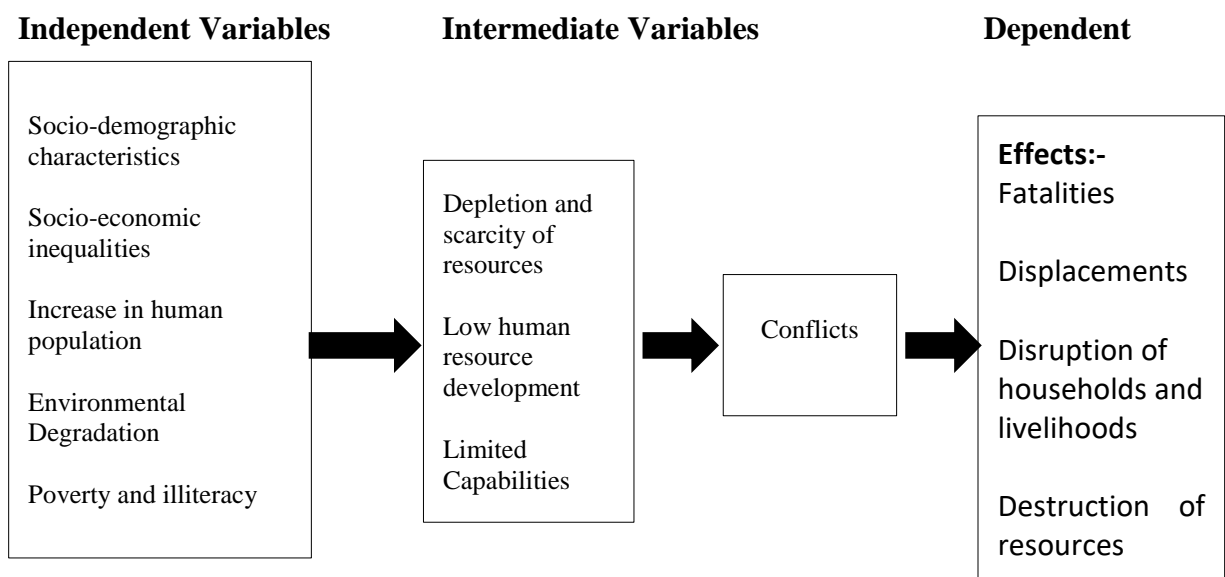 Independent Variables
Intermediate Variables
Dependent
Socio-demographic
characteristics
Socio-economic
inequalities
Increase in human
population
Environmental
Degradation
Poverty and illiteracy
Depletion and
scarcity of
resources
Low human
resource
development
Limited
Capabilities
Conflicts
Effects:-
Fatalities
Displacements
Disruption of
households and
livelihoods
Destruction of
resources